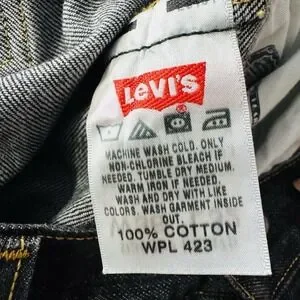 LEVI'S
MACHINE WASH COLD. ONLY
NON-CHLORINE BLEACH IF
NEEDED. TUMBLE DRY MEDIUM.
WARM IRON IF NEEDED.
WASH AND DRY WITH LIKE
COLORS. WASH GARMENT INSIDE
OUT.
100% COTTON
WPL 423